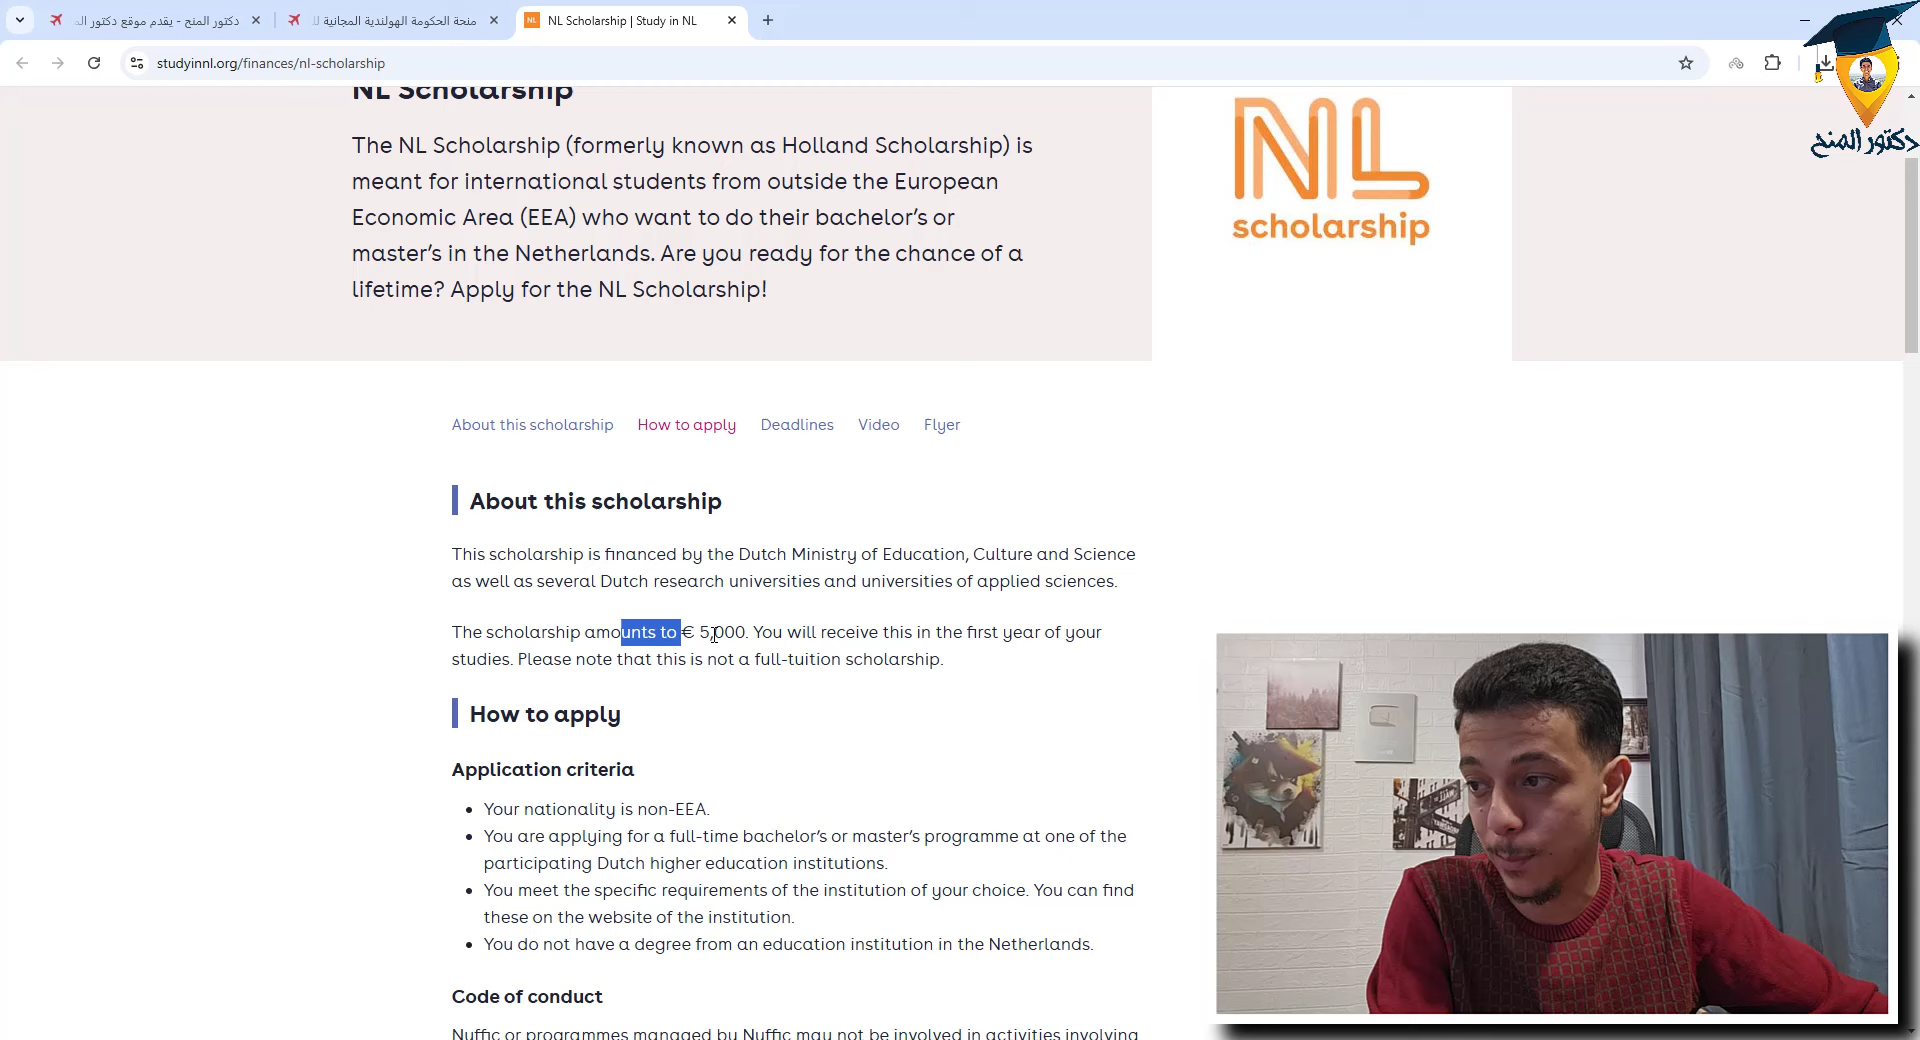 دكتور المنح - يقدم موقع دكتور المنـ
منحة الحكومة الهولندية المجانية للـ
NL Scholarship | Study in NL
studyinnl.org/finances/nl-scholarship
دكتور المنح
NL Scholarship
The NL Scholarship (formerly known as Holland Scholarship) is
meant for international students from outside the European
Economic Area (EEA) who want to do their bachelor's or
master's in the Netherlands. Are you ready for the chance of a
lifetime? Apply for the NL Scholarship!
NL
scholarship
About this scholarship How to apply Deadlines Video Flyer
About this scholarship
This scholarship is financed by the Dutch Ministry of Education, Culture and Science
as well as several Dutch research universities and universities of applied sciences.
The scholarship amounts to € 5,000. You will receive this in the first year of your
studies. Please note that this is not a full-tuition scholarship.
How to apply
Application criteria
Your nationality is non-EEA.
You are applying for a full-time bachelor's or master's programme at one of the
participating Dutch higher education institutions.
You meet the specific requirements of the institution of your choice. You can find
these on the website of the institution.
You do not have a degree from an education institution in the Netherlands.
Code of conduct
Nuffic or programmes managed by Nuffic may not be involved in activities involving